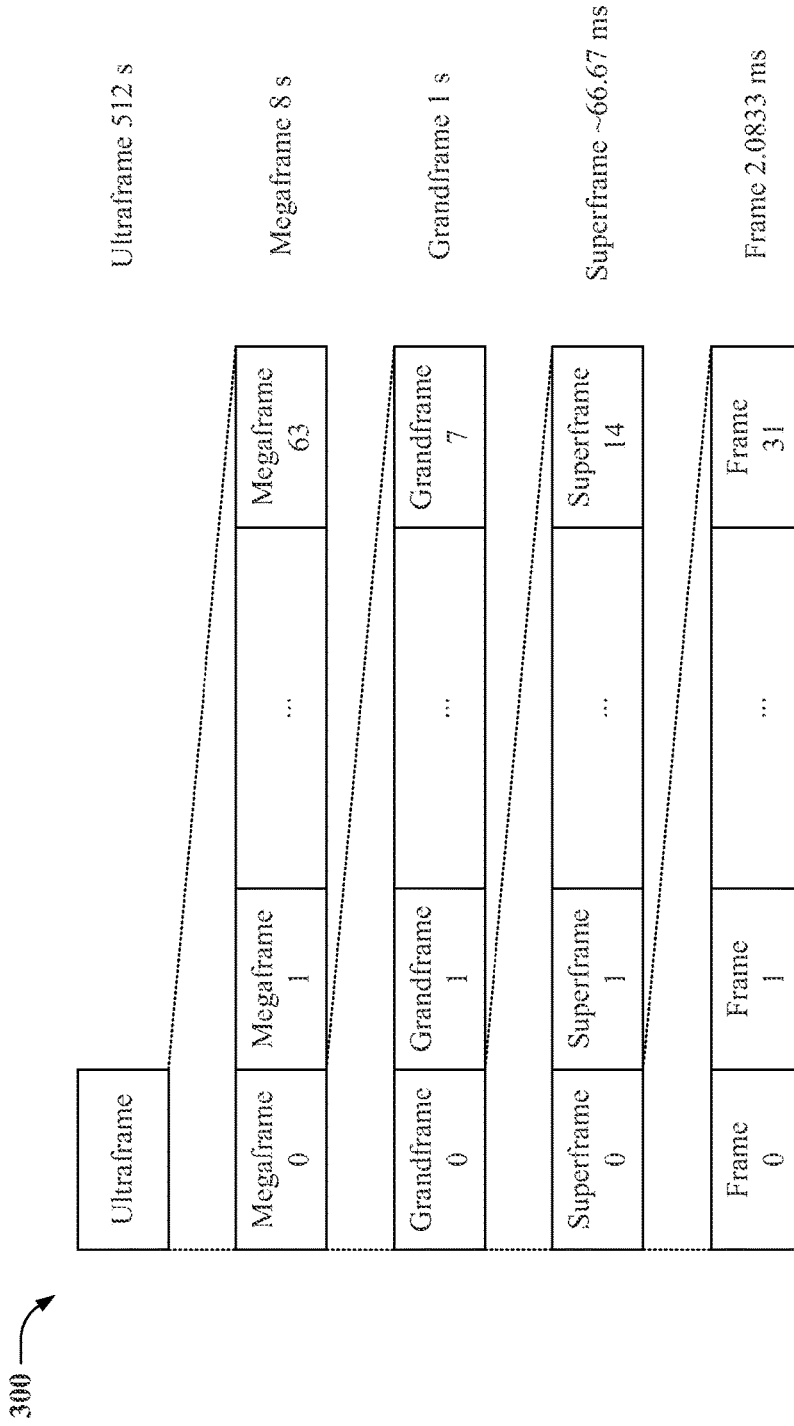 300
Ultraframe
Ultraframe 512 s
Megaframe
0
Megaframe
1
...
Megaframe
63
Megaframe 8 s
Grandframe
0
Grandframe
1
...
Grandframe
7
Grandframe 1 s
Superframe
0
Superframe
1
...
Superframe
14
Superframe ~66.67 ms
Frame
0
Frame
1
...
Frame
31
Frame 2.0833 ms